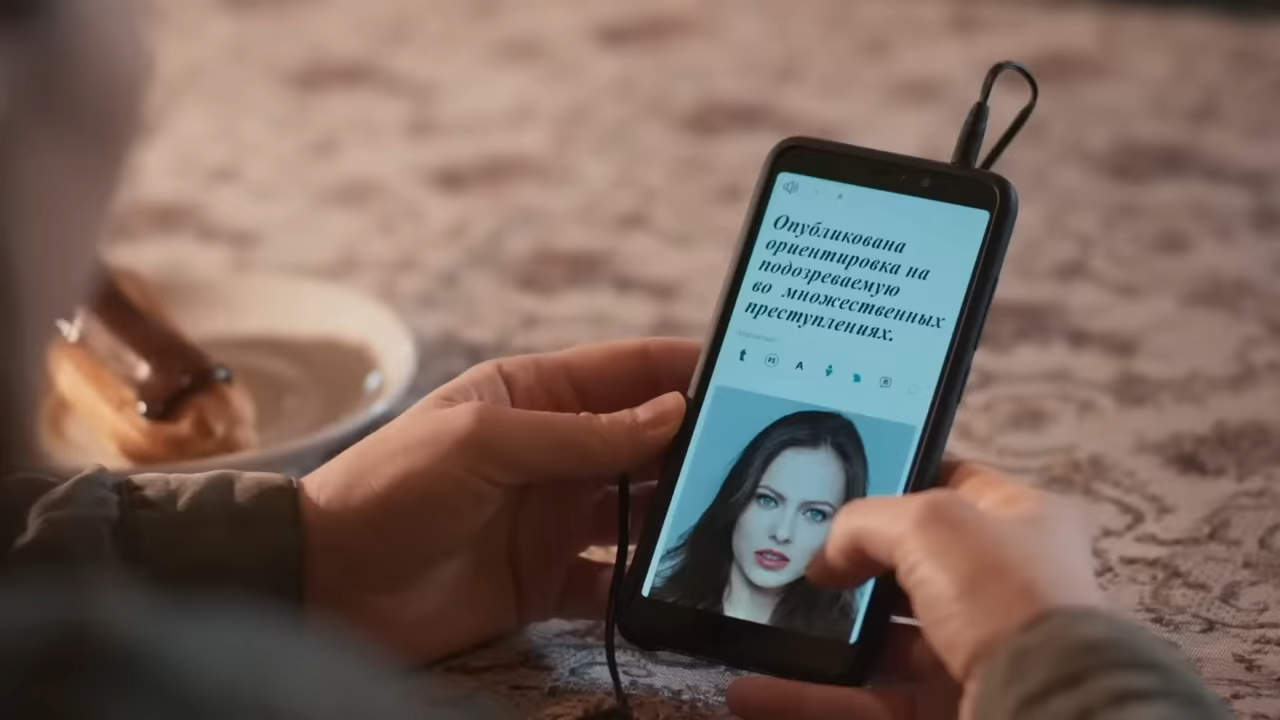 Опубликована
ориентировка на
подозреваемую
во множественных
преступлениях.
t A